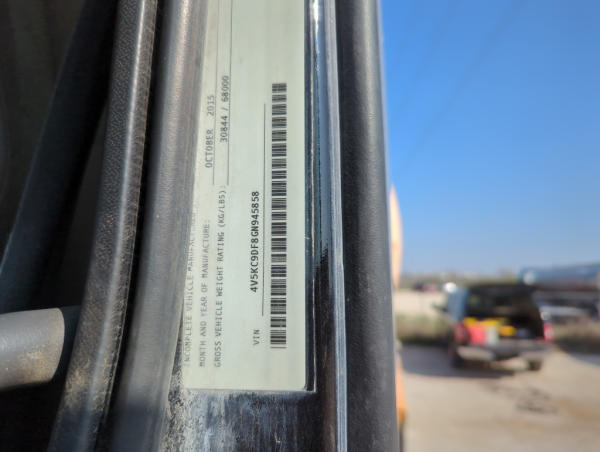 INCOMPLETE VEHICLE MANUFACTURED
MONTH AND YEAR OF MANUFACTURE: OCTOBER 2015
GROSS VEHICLE WEIGHT RATING (KG/LBS): 30844 / 68000
VIN 4V5KC9DF8GN945858